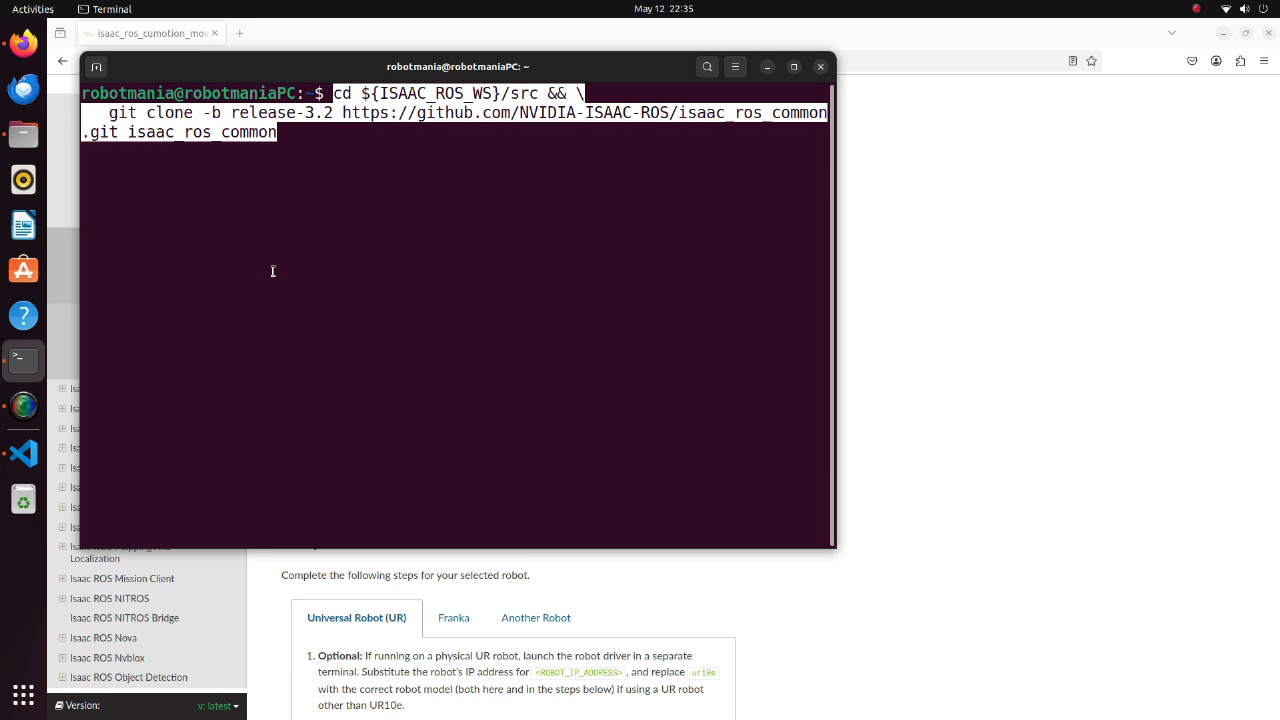 Activities
Terminal
May 12 22:35
isaac_ros_cumotion_mov
robotmania@robotmaniaPC: ~
robotmania@robotmaniaPC:~$ cd ${ISAAC_ROS_WS}/src && \
git clone -b release-3.2 https://github.com/NVIDIA-ISAAC-ROS/isaac_ros_common
.git isaac_ros_common
Localization
Isaac ROS Mission Client
Isaac ROS NITROS
Isaac ROS NITROS Bridge
Isaac ROS Nova
Isaac ROS Nvblox
Isaac ROS Object Detection
Version:
v: latest
Complete the following steps for your selected robot.
Universal Robot (UR)
Franka
Another Robot
1. Optional: If running on a physical UR robot, launch the robot driver in a separate
terminal. Substitute the robot's IP address for <ROBOT_IP_ADDRESS> , and replace ur10e
with the correct robot model (both here and in the steps below) if using a UR robot
other than UR10e.